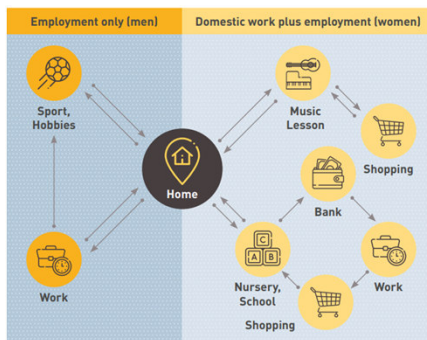 Employment only (men)
Domestic work plus employment (women)
Sport,
Hobbies
Music
Lesson
Shopping
Home
Bank
Work
Nursery,
School
Work
Shopping
C
A B